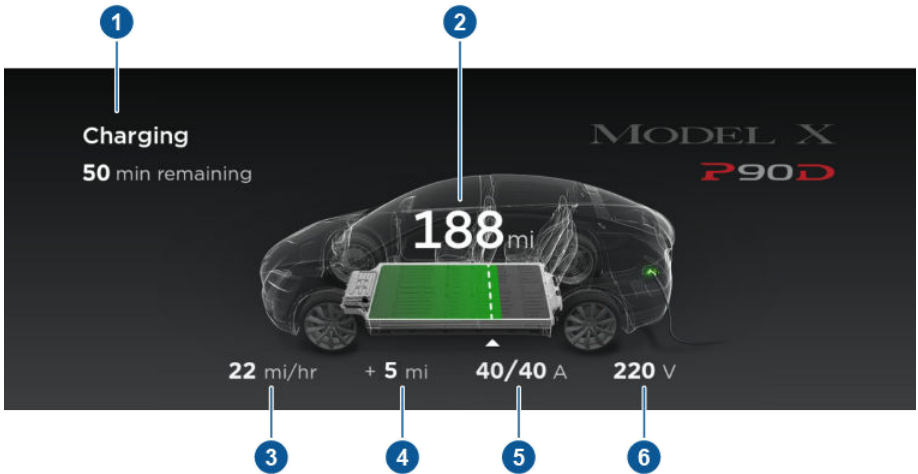 1
2
Charging
50 min remaining
MODEL X
P90D
188 mi
22 mi/hr
+ 5 mi
40/40 A
220 V
3
4
5
6